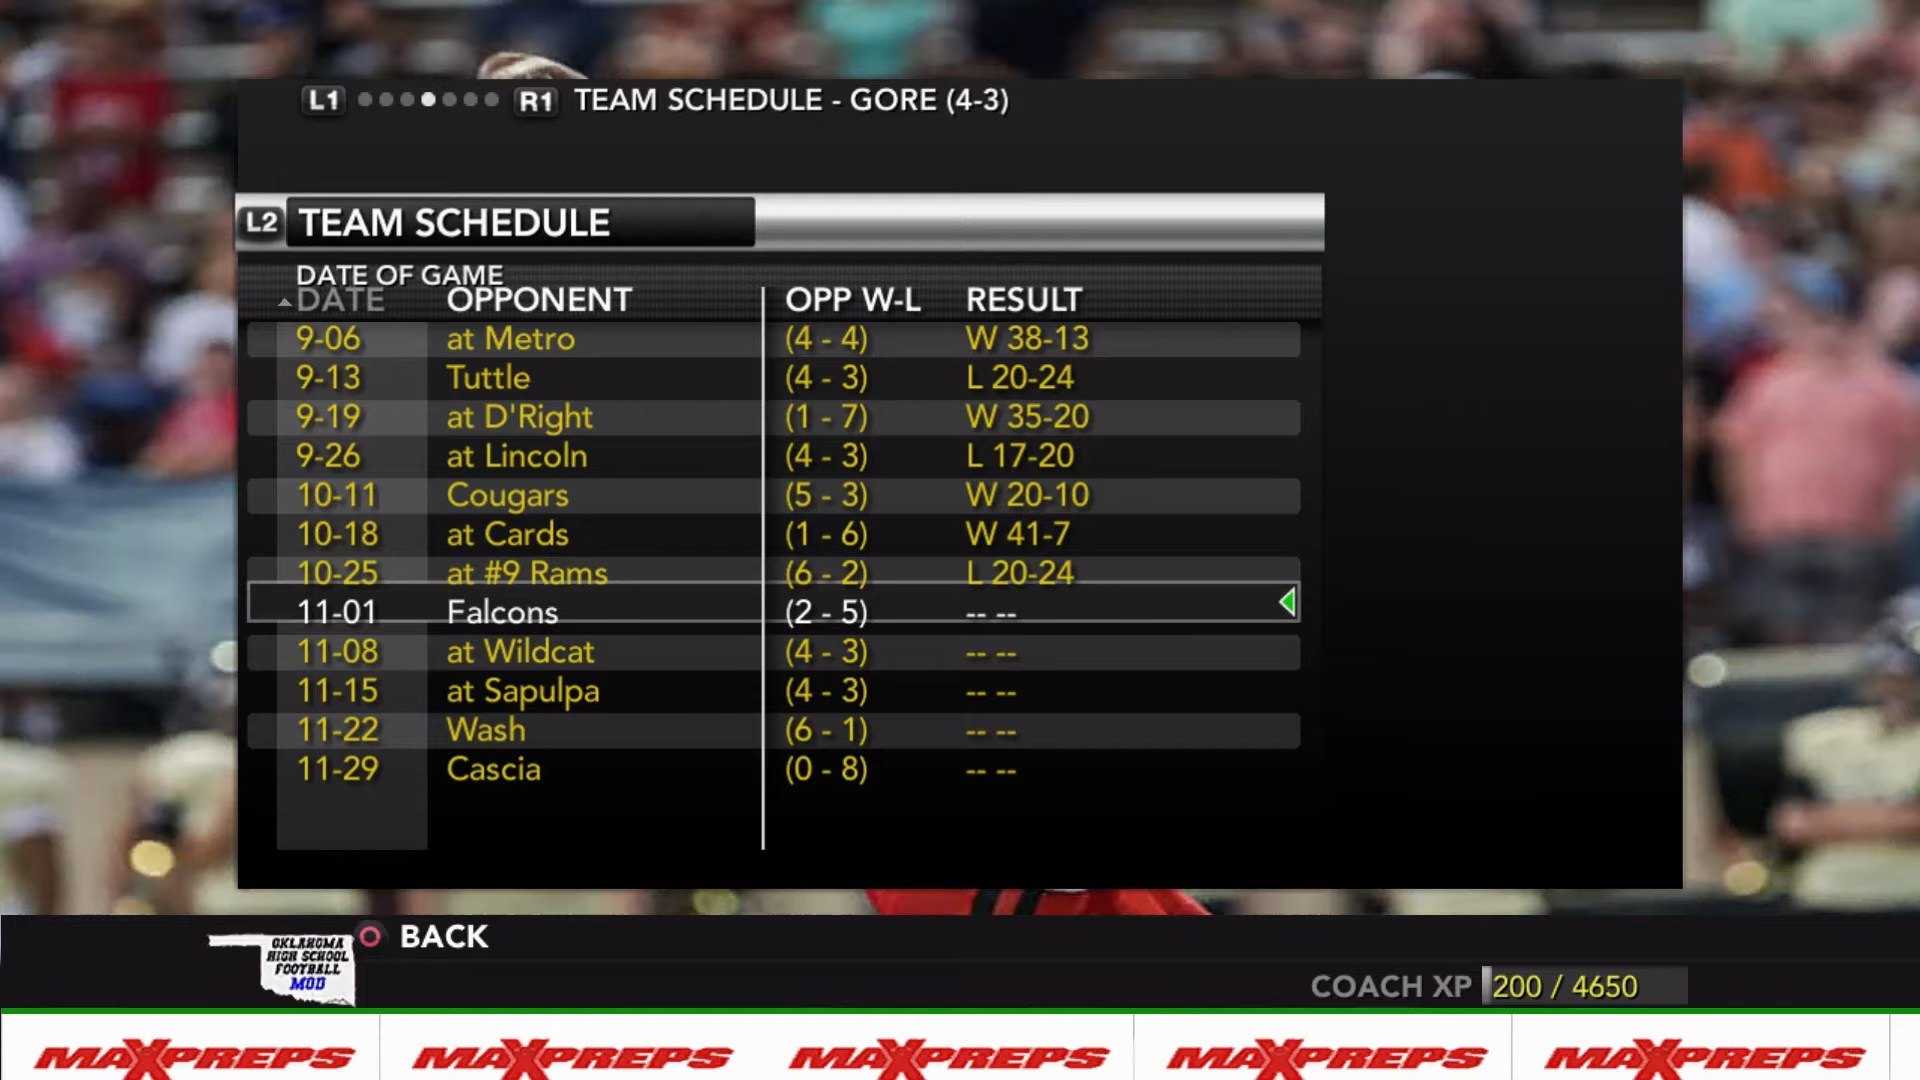 L1 R1 TEAM SCHEDULE - GORE (4-3)
L2 TEAM SCHEDULE
DATE OF GAME
DATE OPPONENT OPP W-L RESULT
9-06 at Metro (4 - 4) W 38-13
9-13 Tuttle (4 - 3) L 20-24
9-19 at D'Right (1 - 7) W 35-20
9-26 at Lincoln (4 - 3) L 17-20
10-11 Cougars (5 - 3) W 20-10
10-18 at Cards (1 - 6) W 41-7
10-25 at #9 Rams (6 - 2) L 20-24
11-01 Falcons (2 - 5) -- --
11-08 at Wildcat (4 - 3) -- --
11-15 at Sapulpa (4 - 3) -- --
11-22 Wash (6 - 1) -- --
11-29 Cascia (0 - 8) -- --
BACK
OKLAHOMA
HIGH SCHOOL
FOOTBALL
MOD
COACH XP 200 / 4650
MAXPREPS MAXPREPS MAXPREPS MAXPREPS MAXPREPS